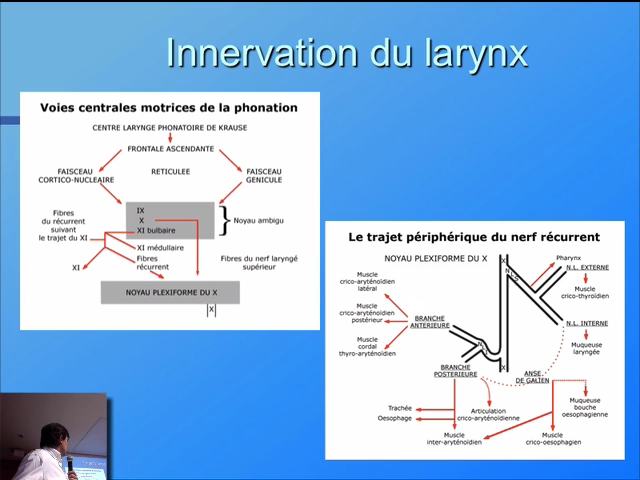 Innervation du larynx
Voies centrales motrices de la phonation
CENTRE LARYNGE PHONATOIRE DE KRAUSE
FRONTALE ASCENDANTE
FAISCEAU
CORTICO-NUCLEAIRE
RETICULEE
FAISCEAU
GENICULE
IX
X
XI bulbaire
Noyau ambigu
Fibres
du récurrent
suivant
le trajet du XI
XI médullaire
Fibres
récurrent
XI
Fibres du nerf laryngé
supérieur
NOYAU PLEXIFORME DU X
X
Le trajet périphérique du nerf récurrent
NOYAU PLEXIFORME DU X
X
N
L
S
Pharynx
N.L. EXTERNE
Muscle
crico-thyroïdien
Muscle
crico-aryténoïdien
latéral
Muscle
crico-aryténoïdien
postérieur
BRANCHE
ANTERIEURE
Muscle
cordal
thyro-aryténoïdien
N.L. INTERNE
Muqueuse
laryngée
N
L
I
X
BRANCHE
POSTERIEURE
ANSE
DE GALIEN
Trachée
Oesophage
Articulation
crico-aryténoïdienne
Muqueuse
bouche
oesophagienne
Muscle
inter-aryténoïdien
Muscle
crico-oesophagien